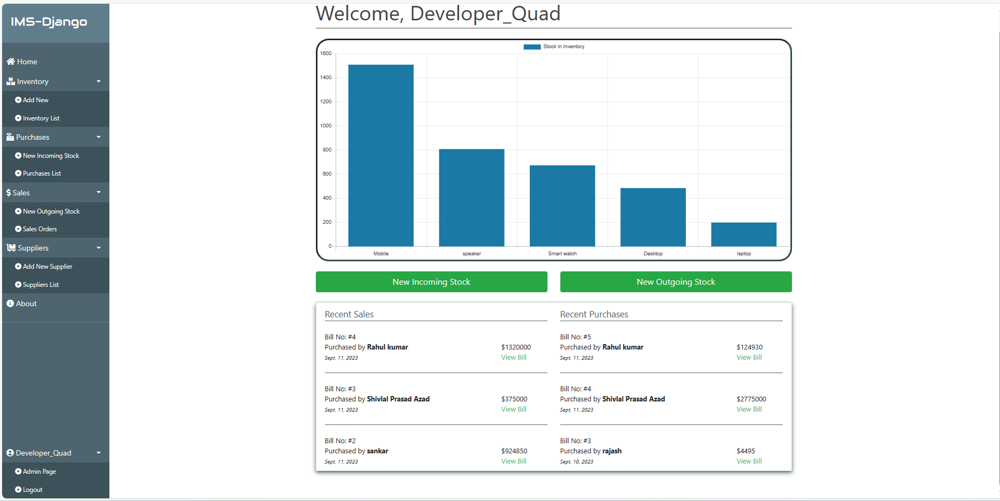 IMS-Django
Home
Inventory
Add New
Inventory List
Purchases
New Incoming Stock
Purchases List
Sales
New Outgoing Stock
Sales Orders
Suppliers
Add New Supplier
Suppliers List
About
Developer_Quad
Admin Page
Logout
Welcome, Developer_Quad
Stock in Inventory
1600
1400
1200
1000
800
600
400
200
0
Mobile speaker Smart watch Desktop laptop
New Incoming Stock New Outgoing Stock
Recent Sales
Bill No: #4
Purchased by Rahul kumar $1320000
Sept. 11, 2023 View Bill
Bill No: #3
Purchased by Shivlal Prasad Azad $375000
Sept. 11, 2023 View Bill
Bill No: #2
Purchased by sankar $924850
Sept. 11, 2023 View Bill
Recent Purchases
Bill No: #5
Purchased by Rahul kumar $124930
Sept. 11, 2023 View Bill
Bill No: #4
Purchased by Shivlal Prasad Azad $2775000
Sept. 11, 2023 View Bill
Bill No: #3
Purchased by rajash $4495
Sept. 10, 2023 View Bill